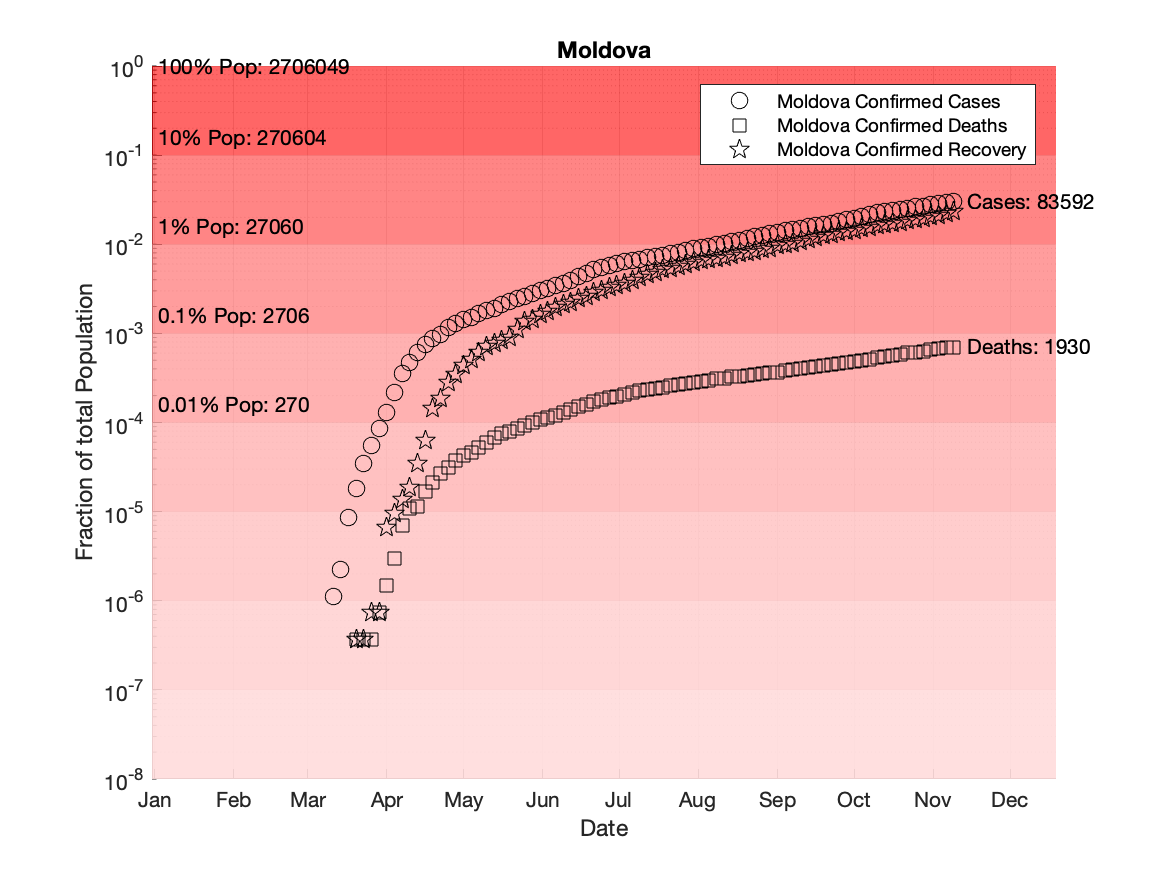 Moldova
10^0
100% Pop: 2706049
Moldova Confirmed Cases
Moldova Confirmed Deaths
Moldova Confirmed Recovery
10% Pop: 270604
10^-1
Cases: 83592
1% Pop: 27060
10^-2
0.1% Pop: 2706
10^-3
Deaths: 1930
0.01% Pop: 270
10^-4
10^-5
10^-6
10^-7
10^-8
Fraction of total Population
Jan Feb Mar Apr May Jun Jul Aug Sep Oct Nov Dec
Date